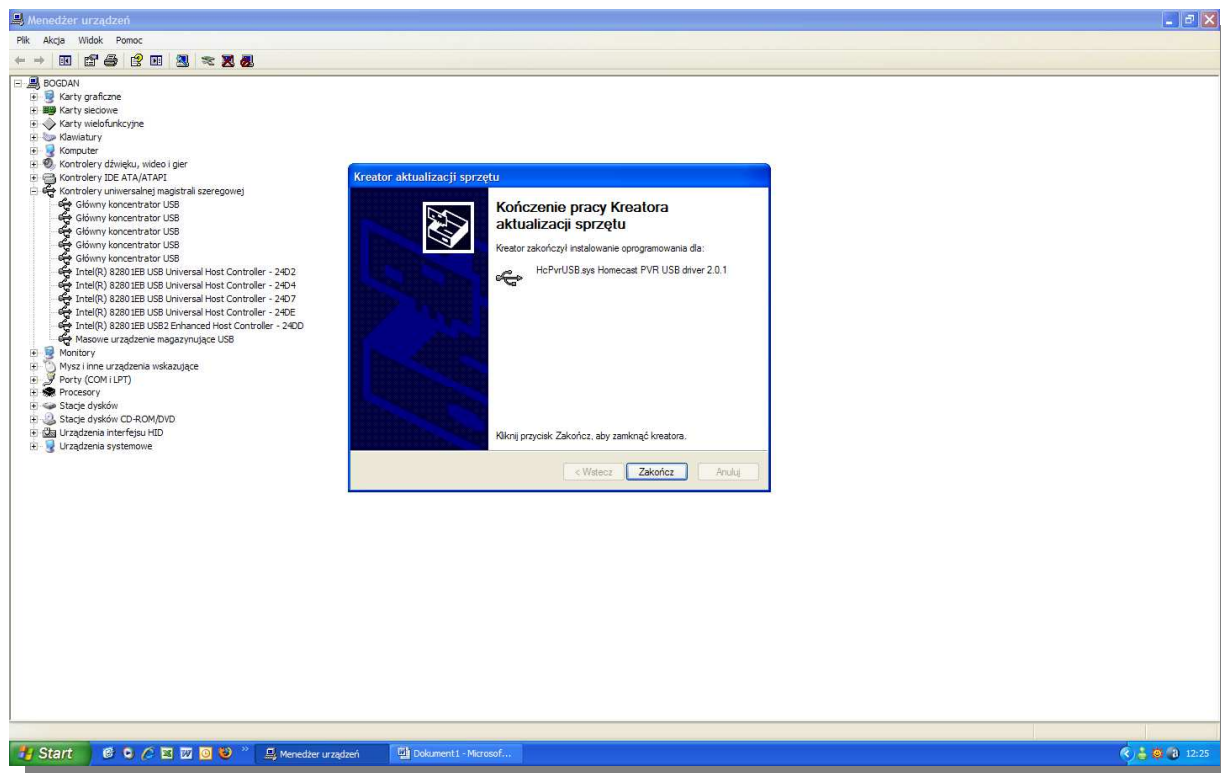 Menedżer urządzeń
Plik Akcja Widok Pomoc
BOGDAN
Karty graficzne
Karty sieciowe
Karty wielofunkcyjne
Klawiatury
Komputer
Kontrolery dźwięku, wideo i gier
Kontrolery IDE ATA/ATAPI
Kontrolery uniwersalnej magistrali szeregowej
Główny koncentrator USB
Główny koncentrator USB
Główny koncentrator USB
Główny koncentrator USB
Główny koncentrator USB
Intel(R) 82801EB USB Universal Host Controller - 24D2
Intel(R) 82801EB USB Universal Host Controller - 24D4
Intel(R) 82801EB USB Universal Host Controller - 24D7
Intel(R) 82801EB USB Universal Host Controller - 24DE
Intel(R) 82801EB USB2 Enhanced Host Controller - 24DD
Masowe urządzenie magazynujące USB
Monitory
Mysz i inne urządzenia wskazujące
Porty (COM i LPT)
Procesory
Stacje dysków
Stacje dysków CD-ROM/DVD
Urządzenia interfejsu HID
Urządzenia systemowe
Kreator aktualizacji sprzętu
Kończenie pracy Kreatora
aktualizacji sprzętu
Kreator zakończył instalowanie oprogramowania dla:
HcPvrUSB.sys Homecast PVR USB driver 2.0.1
Kliknij przycisk Zakończ, aby zamknąć kreatora.
< Wstecz Zakończ Anuluj
Start Menedżer urządzeń Dokument1 - Microsof... 12:25